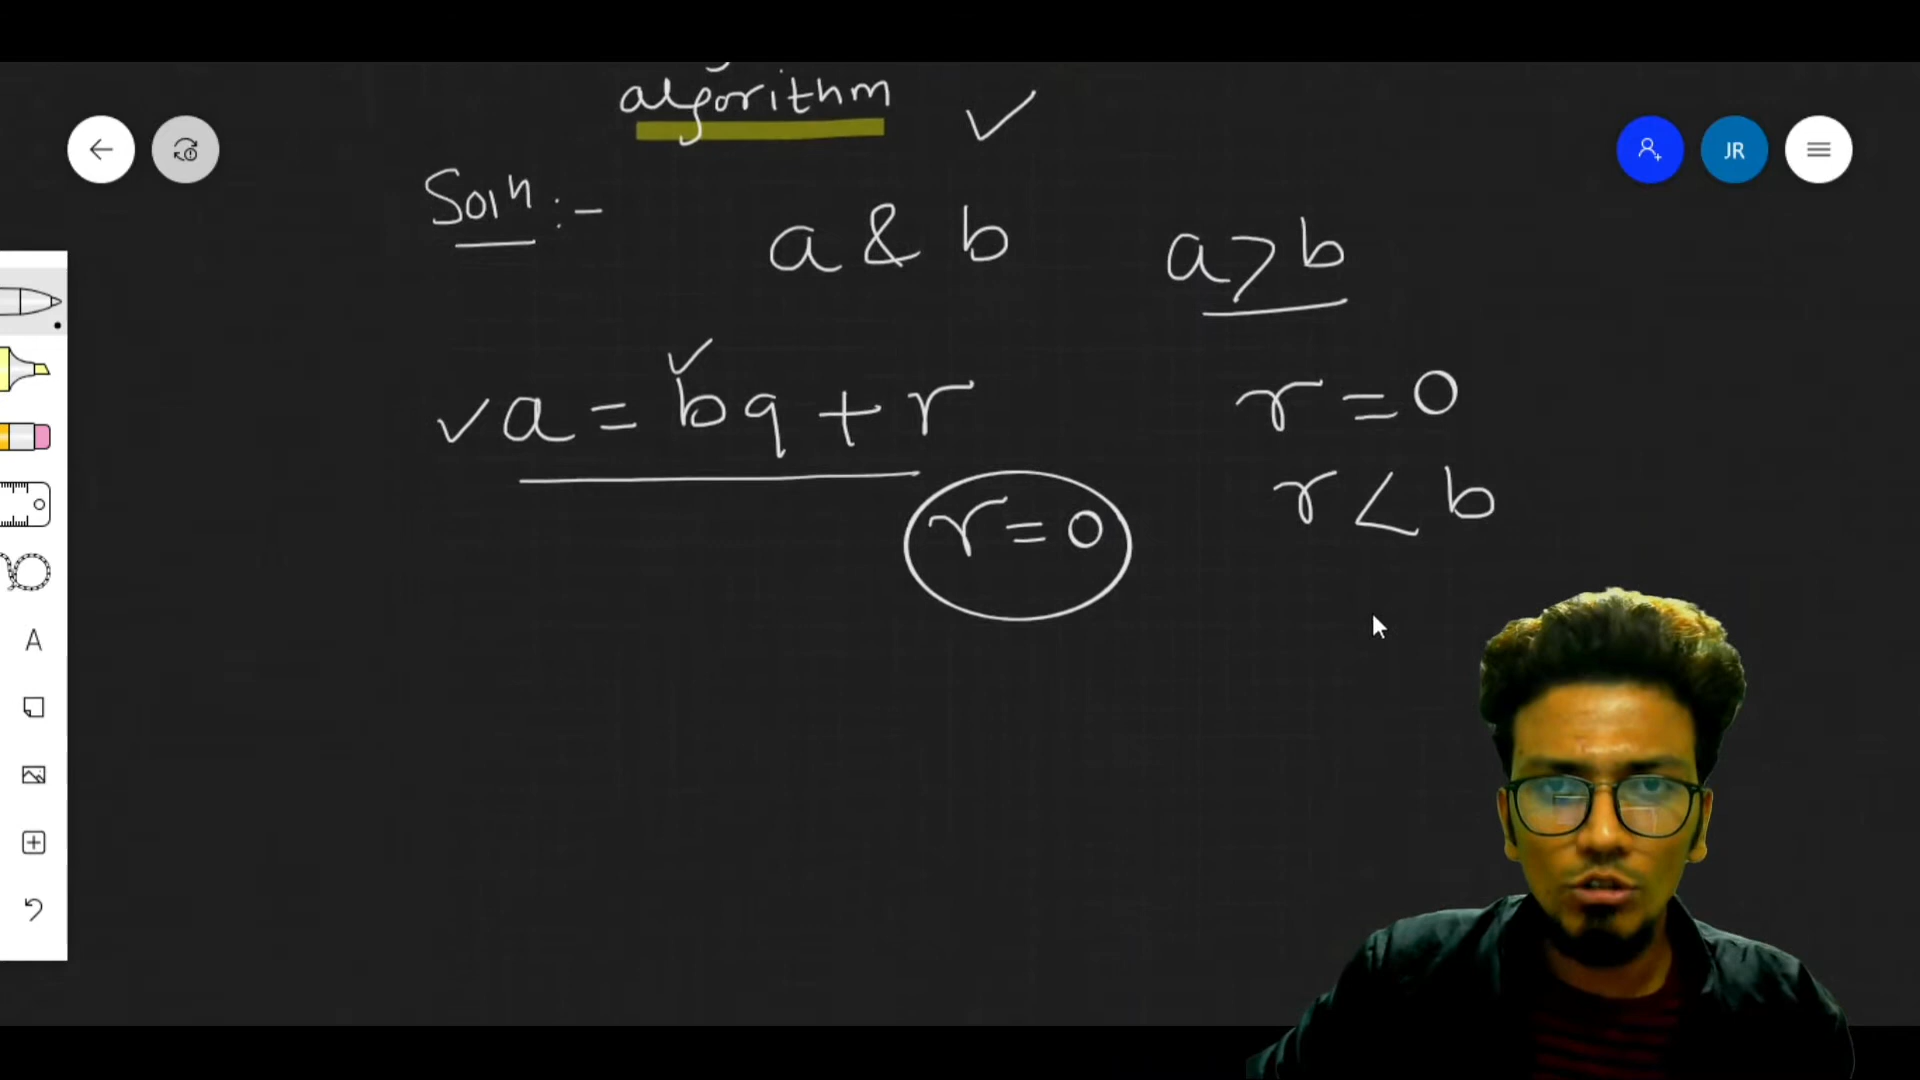 algorithm ✓
Soln :-
a & b
a > b
✓ a = bq + r
r = 0
r < b
r = 0
JR
A